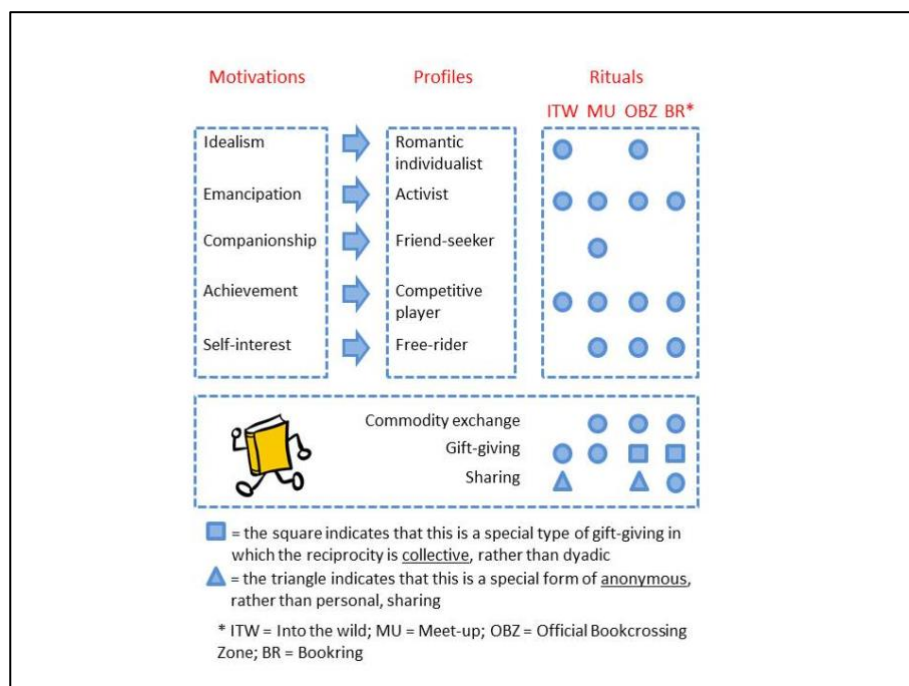 Motivations Profiles Rituals
ITW MU OBZ BR*
Idealism Romantic
individualist
Emancipation Activist
Companionship Friend-seeker
Achievement Competitive
player
Self-interest Free-rider
Commodity exchange
Gift-giving
Sharing
= the square indicates that this is a special type of gift-giving in
which the reciprocity is collective, rather than dyadic
= the triangle indicates that this is a special form of anonymous,
rather than personal, sharing
* ITW = Into the wild; MU = Meet-up; OBZ = Official Bookcrossing
Zone; BR = Bookring